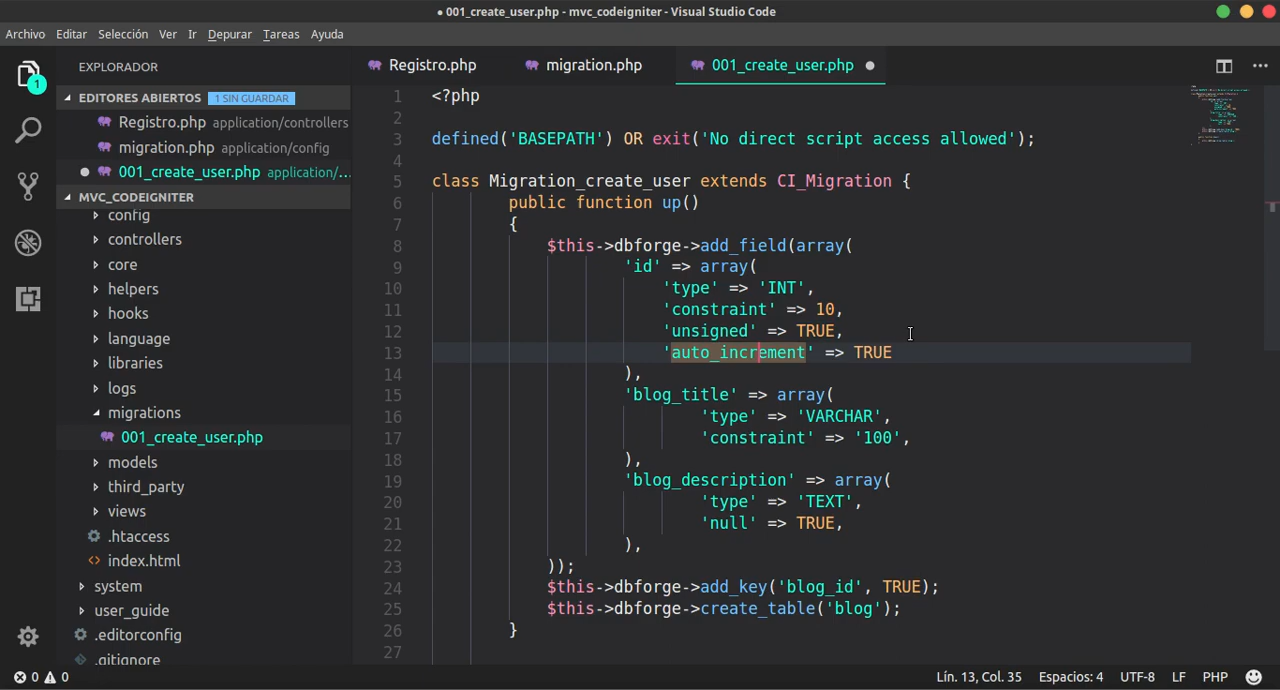 ● 001_create_user.php - mvc_codeigniter - Visual Studio Code
Archivo Editar Selección Ver Ir Depurar Tareas Ayuda
EXPLORADOR
Registro.php migration.php 001_create_user.php ●
EDITORES ABIERTOS 1 SIN GUARDAR
Registro.php application/controllers
migration.php application/config
● 001_create_user.php application/...
MVC_CODEIGNITER
config
controllers
core
helpers
hooks
language
libraries
logs
migrations
001_create_user.php
models
third_party
views
.htaccess
index.html
system
user_guide
.editorconfig
.gitignore
1
1 <?php
2
3 defined('BASEPATH') OR exit('No direct script access allowed');
4
5 class Migration_create_user extends CI_Migration {
6 public function up()
7 {
8 $this->dbforge->add_field(array(
9 'id' => array(
10 'type' => 'INT',
11 'constraint' => 10,
12 'unsigned' => TRUE,
13 'auto_increment' => TRUE
14 ),
15 'blog_title' => array(
16 'type' => 'VARCHAR',
17 'constraint' => '100',
18 ),
19 'blog_description' => array(
20 'type' => 'TEXT',
21 'null' => TRUE,
22 ),
23 ));
24 $this->dbforge->add_key('blog_id', TRUE);
25 $this->dbforge->create_table('blog');
26 }
27
0 0 Lín. 13, Col. 35 Espacios: 4 UTF-8 LF PHP